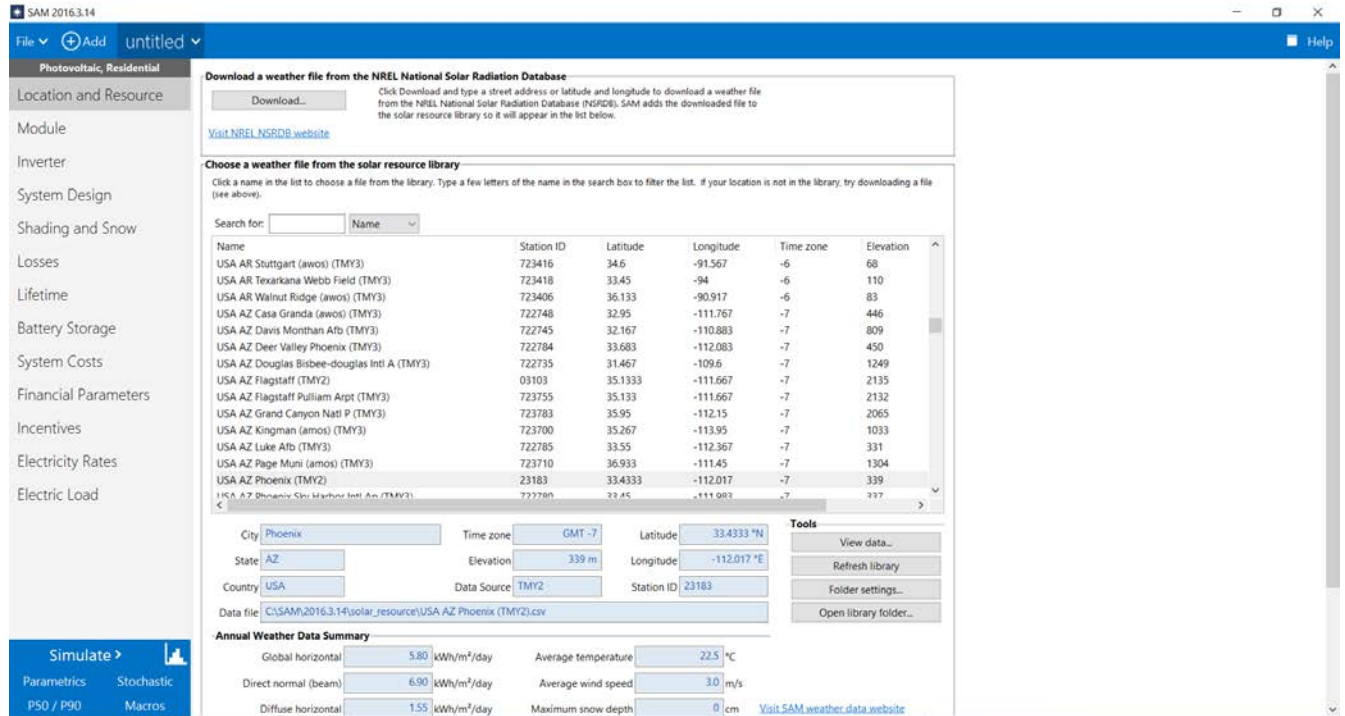 SAM 2016.3.14
File Add untitled Help
Photovoltaic, Residential
Location and Resource
Module
Inverter
System Design
Shading and Snow
Losses
Lifetime
Battery Storage
System Costs
Financial Parameters
Incentives
Electricity Rates
Electric Load
Simulate >
Parametrics Stochastic
P50 / P90 Macros
Download a weather file from the NREL National Solar Radiation Database
Download...
Click Download and type a street address or latitude and longitude to download a weather file
from the NREL National Solar Radiation Database (NSRDB). SAM adds the downloaded file to
the solar resource library so it will appear in the list below.
Visit NREL NSRDB website
Choose a weather file from the solar resource library
Click a name in the list to choose a file from the library. Type a few letters of the name in the search box to filter the list. If your location is not in the library, try downloading a file
(see above).
Search for: Name
Name Station ID Latitude Longitude Time zone Elevation
USA AR Stuttgart (awos) (TMY3) 723416 34.6 -91.567 -6 68
USA AR Texarkana Webb Field (TMY3) 723418 33.45 -94 -6 110
USA AR Walnut Ridge (awos) (TMY3) 723406 36.133 -90.917 -6 83
USA AZ Casa Granda (awos) (TMY3) 722748 32.95 -111.767 -7 446
USA AZ Davis Monthan Afb (TMY3) 722745 32.167 -110.883 -7 809
USA AZ Deer Valley Phoenix (TMY3) 722784 33.683 -112.083 -7 450
USA AZ Douglas Bisbee-douglas Intl A (TMY3) 722735 31.467 -109.6 -7 1249
USA AZ Flagstaff (TMY2) 03103 35.1333 -111.667 -7 2135
USA AZ Flagstaff Pulliam Arpt (TMY3) 723755 35.133 -111.667 -7 2132
USA AZ Grand Canyon Natl P (TMY3) 723783 35.95 -112.15 -7 2065
USA AZ Kingman (amos) (TMY3) 723700 35.267 -113.95 -7 1033
USA AZ Luke Afb (TMY3) 722785 33.55 -112.367 -7 331
USA AZ Page Muni (amos) (TMY3) 723710 36.933 -111.45 -7 1304
USA AZ Phoenix (TMY2) 23183 33.4333 -112.017 -7 339
USA AZ Phoenix Sky Harbor Intl Ap (TMY3) 722780 33.45 -111.983 -7 337
City Phoenix Time zone GMT -7 Latitude 33.4333 °N
State AZ Elevation 339 m Longitude -112.017 °E
Country USA Data Source TMY2 Station ID 23183
Data file C:\SAM\2016.3.14\solar_resource\USA AZ Phoenix (TMY2).csv
Tools
View data...
Refresh library
Folder settings...
Open library folder...
Annual Weather Data Summary
Global horizontal 5.80 kWh/m²/day Average temperature 22.5 °C
Direct normal (beam) 6.90 kWh/m²/day Average wind speed 3.0 m/s
Diffuse horizontal 1.55 kWh/m²/day Maximum snow depth 0 cm Visit SAM weather data website